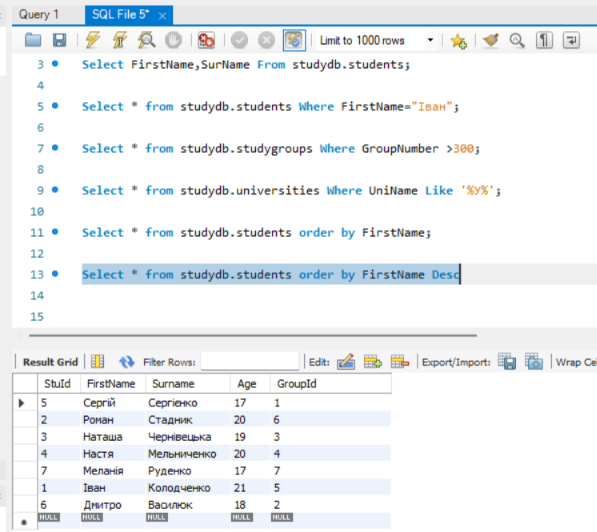 Query 1 SQL File 5*
Limit to 1000 rows
3 Select FirstName,SurName From studydb.students;
4
5 Select * from studydb.students Where FirstName="Іван";
6
7 Select * from studydb.studygroups Where GroupNumber >300;
8
9 Select * from studydb.universities Where UniName Like '%У%';
10
11 Select * from studydb.students order by FirstName;
12
13 Select * from studydb.students order by FirstName Desc
14
15
Result Grid Filter Rows: Edit: Export/Import: Wrap Ce
StuId FirstName Surname Age GroupId
5 Сергій Сергієнко 17 1
2 Роман Стадник 20 6
3 Наташа Чернівецька 19 3
4 Настя Мельниченко 20 4
7 Меланія Руденко 17 7
1 Іван Колодченко 21 5
6 Дмитро Василюк 18 2
NULL NULL NULL NULL NULL